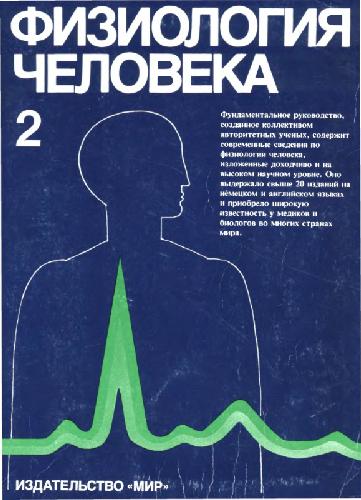 ФИЗИОЛОГИЯ
ЧЕЛОВЕКА
2
Фундаментальное руководство,
созданное коллективом
авторитетных ученых, содержит
современные сведения по
физиологии человека,
изложенные доходчиво и на
высоком научном уровне. Оно
выдержало свыше 20 изданий на
немецком и английском языках
и приобрело широкую
известность у медиков и
биологов во многих странах
мира.
ИЗДАТЕЛЬСТВО «МИР»